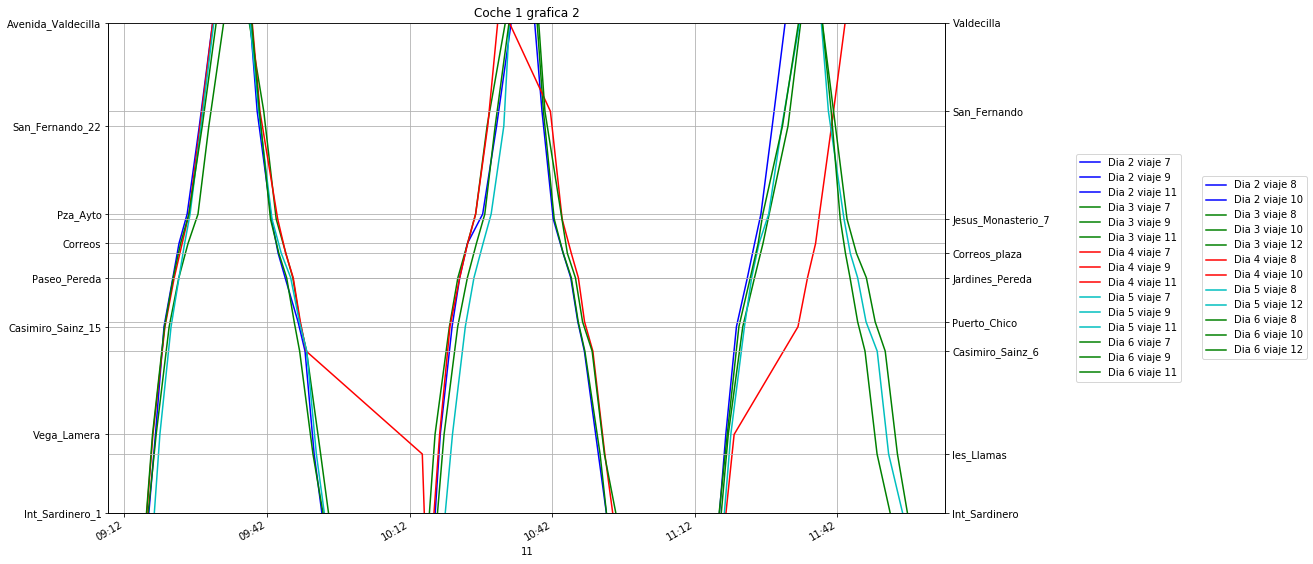 Coche 1 grafica 2
Avenida_Valdecilla
San_Fernando_22
Pza_Ayto
Correos
Paseo_Pereda
Casimiro_Sainz_15
Vega_Lamera
Int_Sardinero_1
Valdecilla
San_Fernando
Jesus_Monasterio_7
Correos_plaza
Jardines_Pereda
Puerto_Chico
Casimiro_Sainz_6
Ies_Llamas
Int_Sardinero
09:12
09:42
10:12
10:42
11:12
11:42
11
Dia 2 viaje 7
Dia 2 viaje 9
Dia 2 viaje 11
Dia 3 viaje 7
Dia 3 viaje 9
Dia 3 viaje 11
Dia 4 viaje 7
Dia 4 viaje 9
Dia 4 viaje 11
Dia 5 viaje 7
Dia 5 viaje 9
Dia 5 viaje 11
Dia 6 viaje 7
Dia 6 viaje 9
Dia 6 viaje 11
Dia 2 viaje 8
Dia 2 viaje 10
Dia 3 viaje 8
Dia 3 viaje 10
Dia 3 viaje 12
Dia 4 viaje 8
Dia 4 viaje 10
Dia 5 viaje 8
Dia 5 viaje 12
Dia 6 viaje 8
Dia 6 viaje 10
Dia 6 viaje 12